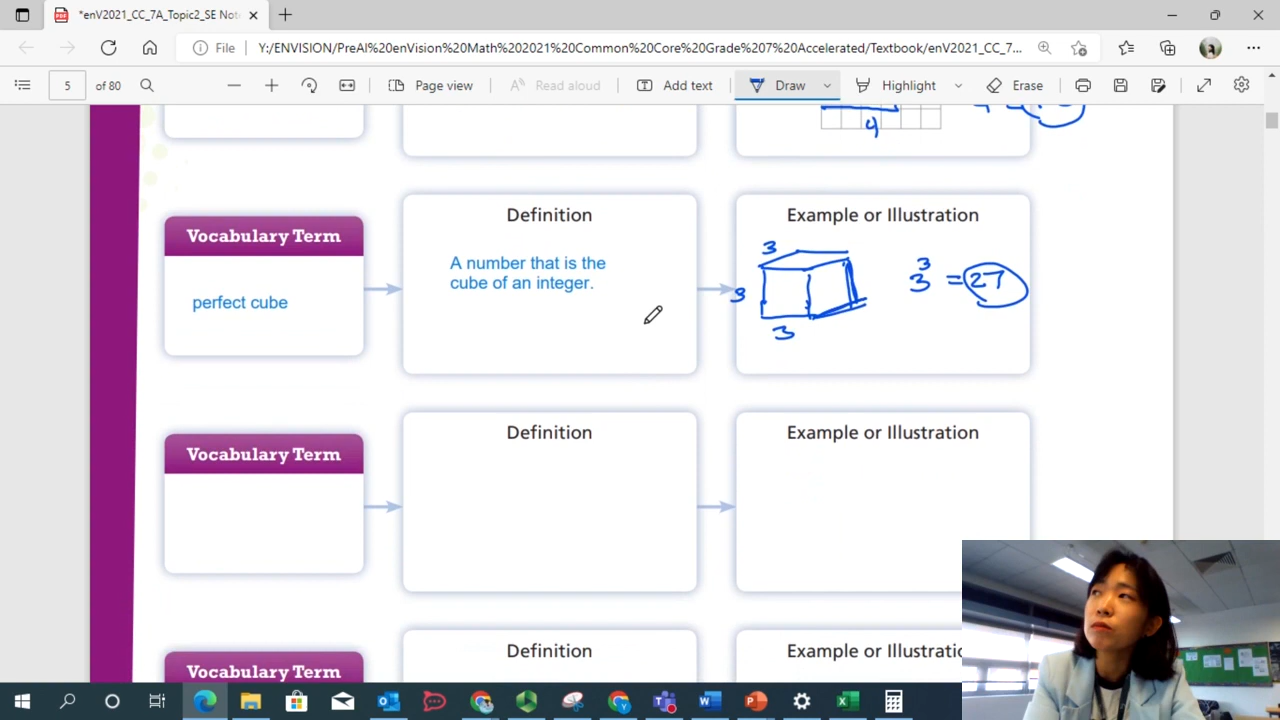 *enV2021_CC_7A_Topic2_SE Not
File
Y:/ENVISION/PreAI%20enVision%20Math%202021%20Common%20Core%20Grade%207%20Accelerated/Textbook/enV2021_CC_7...
5 of 80
Page view
Read aloud
Add text
Draw
Highlight
Erase
4
Vocabulary Term
perfect cube
Definition
A number that is the
cube of an integer.
Example or Illustration
3
3
3
3³ = 27
Vocabulary Term
Definition
Example or Illustration
Vocabulary Term
Definition
Example or Illustratio